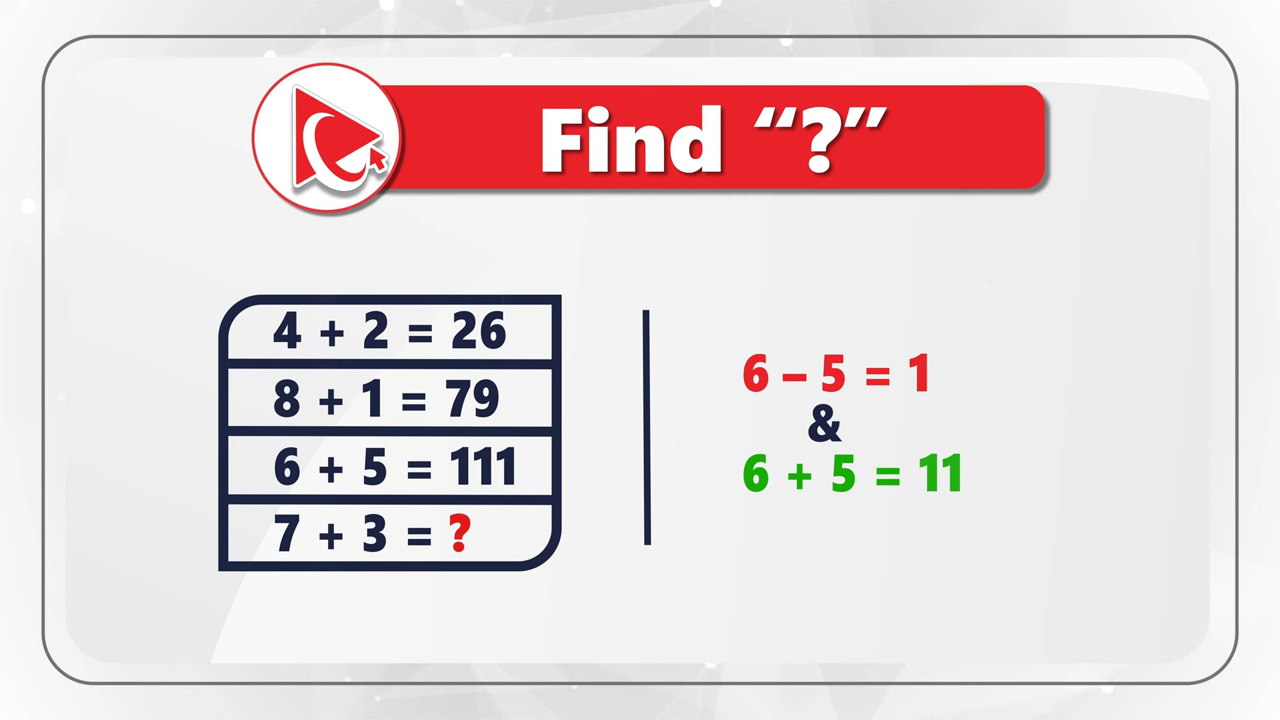 Find “?”
4 + 2 = 26
8 + 1 = 79
6 + 5 = 111
7 + 3 = ?
6 – 5 = 1
&
6 + 5 = 11